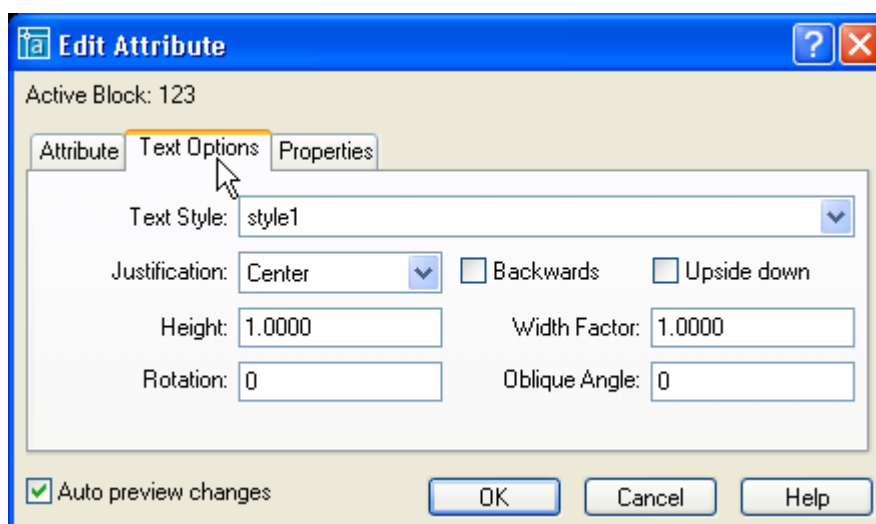 Edit Attribute
Active Block: 123
Attribute Text Options Properties
Text Style: style1
Justification: Center Backwards Upside down
Height: 1.0000 Width Factor: 1.0000
Rotation: 0 Oblique Angle: 0
Auto preview changes OK Cancel Help